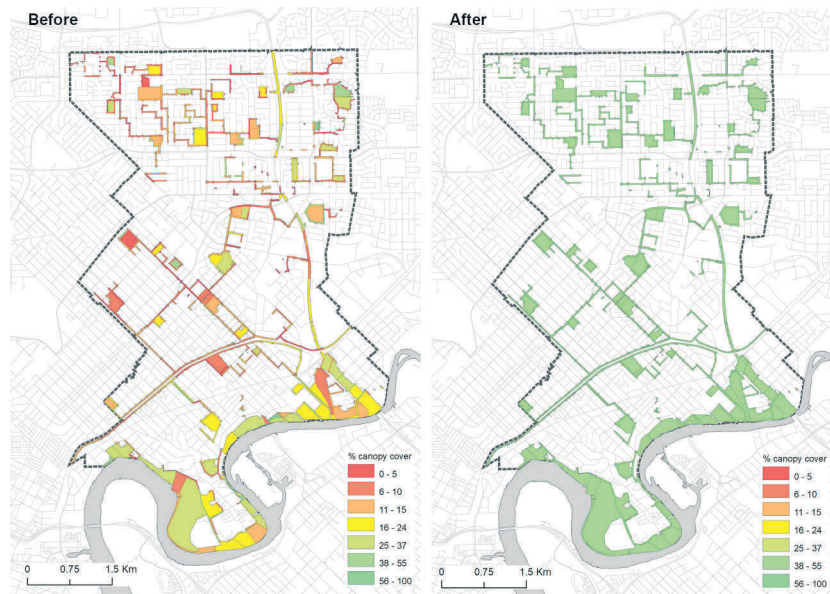 Before
% canopy cover
0 - 5
6 - 10
11 - 15
16 - 24
25 - 37
38 - 55
56 - 100
0 0.75 1.5 Km
After
% canopy cover
0 - 5
6 - 10
11 - 15
16 - 24
25 - 37
38 - 55
56 - 100
0 0.75 1.5 Km